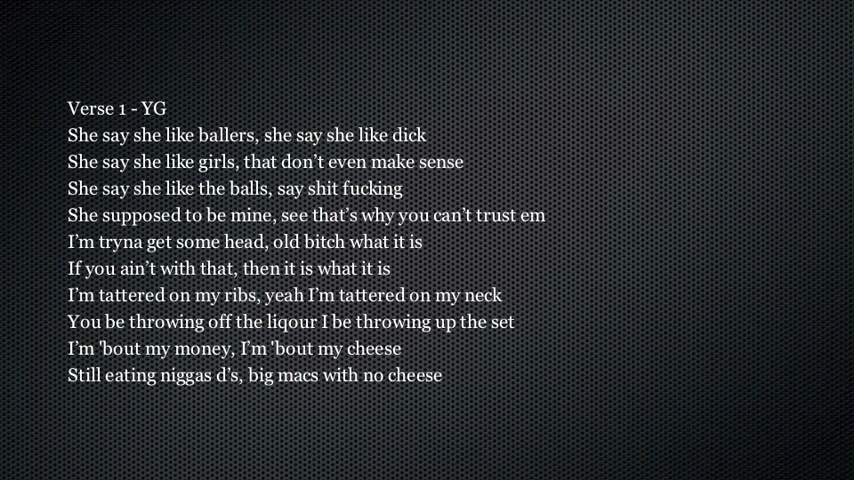 Verse 1 - YG
She say she like ballers, she say she like dick
She say she like girls, that don’t even make sense
She say she like the balls, say shit fucking
She supposed to be mine, see that’s why you can’t trust em
I’m tryna get some head, old bitch what it is
If you ain’t with that, then it is what it is
I’m tattered on my ribs, yeah I’m tattered on my neck
You be throwing off the liqour I be throwing up the set
I’m 'bout my money, I’m 'bout my cheese
Still eating niggas d’s, big macs with no cheese